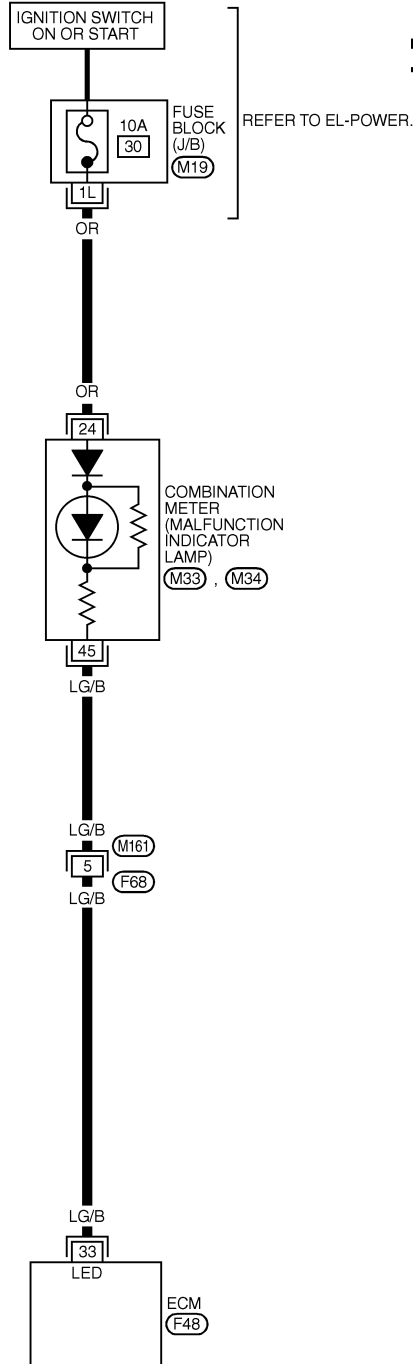 IGNITION SWITCH
ON OR START
10A
30
FUSE
BLOCK
(J/B)
M19
REFER TO EL-POWER.
1L
OR
OR
24
COMBINATION
METER
(MALFUNCTION
INDICATOR
LAMP)
M33 , M34
45
LG/B
LG/B
M161
5
F68
LG/B
LG/B
33
LED
ECM
F48